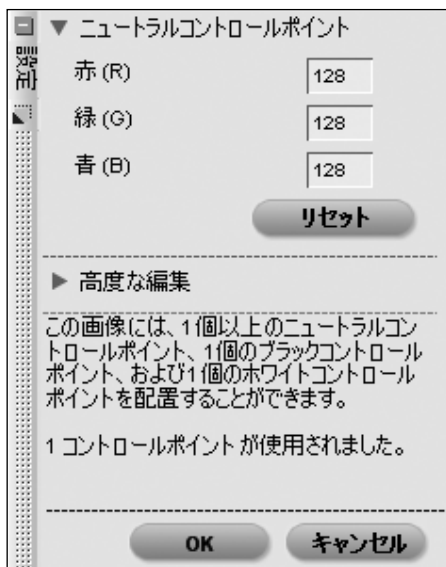 設定
▼ ニュートラルコントロールポイント
赤 (R) 128
緑 (G) 128
青 (B) 128
リセット
▶ 高度な編集
この画像には、1個以上のニュートラルコン
トロールポイント、1個のブラックコントロール
ポイント、および1個のホワイトコントロール
ポイントを配置することができます。
1 コントロールポイント が使用されました。
OK キャンセル